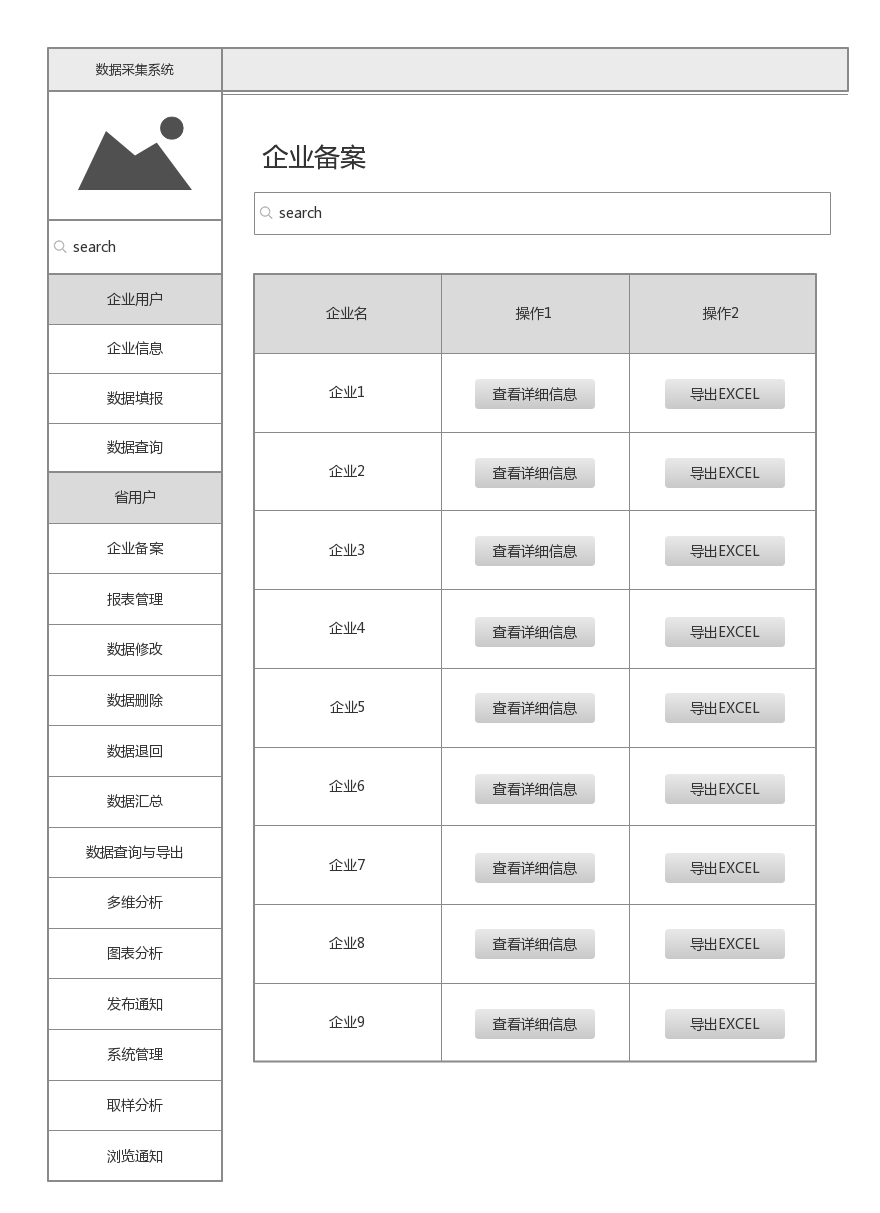 数据采集系统
search
企业用户
企业信息
数据填报
数据查询
省用户
企业备案
报表管理
数据修改
数据删除
数据退回
数据汇总
数据查询与导出
多维分析
图表分析
发布通知
系统管理
取样分析
浏览通知
企业备案
search
企业名 操作1 操作2
企业1 查看详细信息 导出EXCEL
企业2 查看详细信息 导出EXCEL
企业3 查看详细信息 导出EXCEL
企业4 查看详细信息 导出EXCEL
企业5 查看详细信息 导出EXCEL
企业6 查看详细信息 导出EXCEL
企业7 查看详细信息 导出EXCEL
企业8 查看详细信息 导出EXCEL
企业9 查看详细信息 导出EXCEL